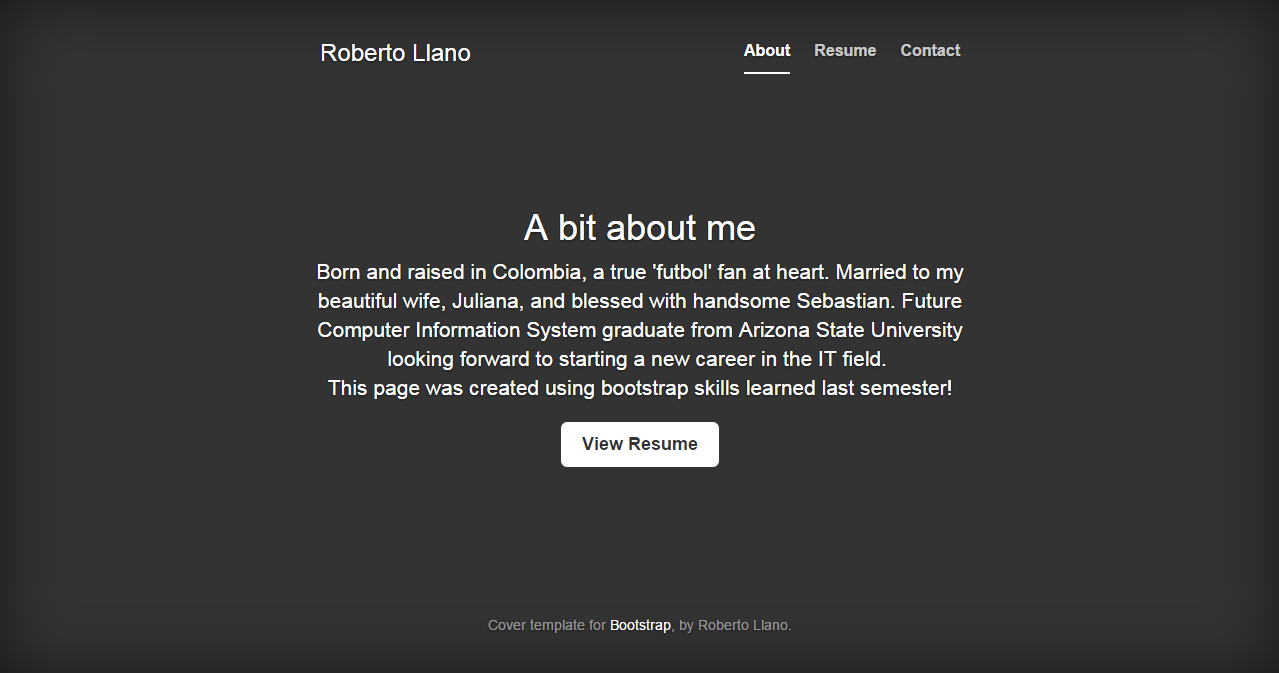 Roberto Llano
About Resume Contact
A bit about me
Born and raised in Colombia, a true 'futbol' fan at heart. Married to my
beautiful wife, Juliana, and blessed with handsome Sebastian. Future
Computer Information System graduate from Arizona State University
looking forward to starting a new career in the IT field.
This page was created using bootstrap skills learned last semester!
View Resume
Cover template for Bootstrap, by Roberto Llano.